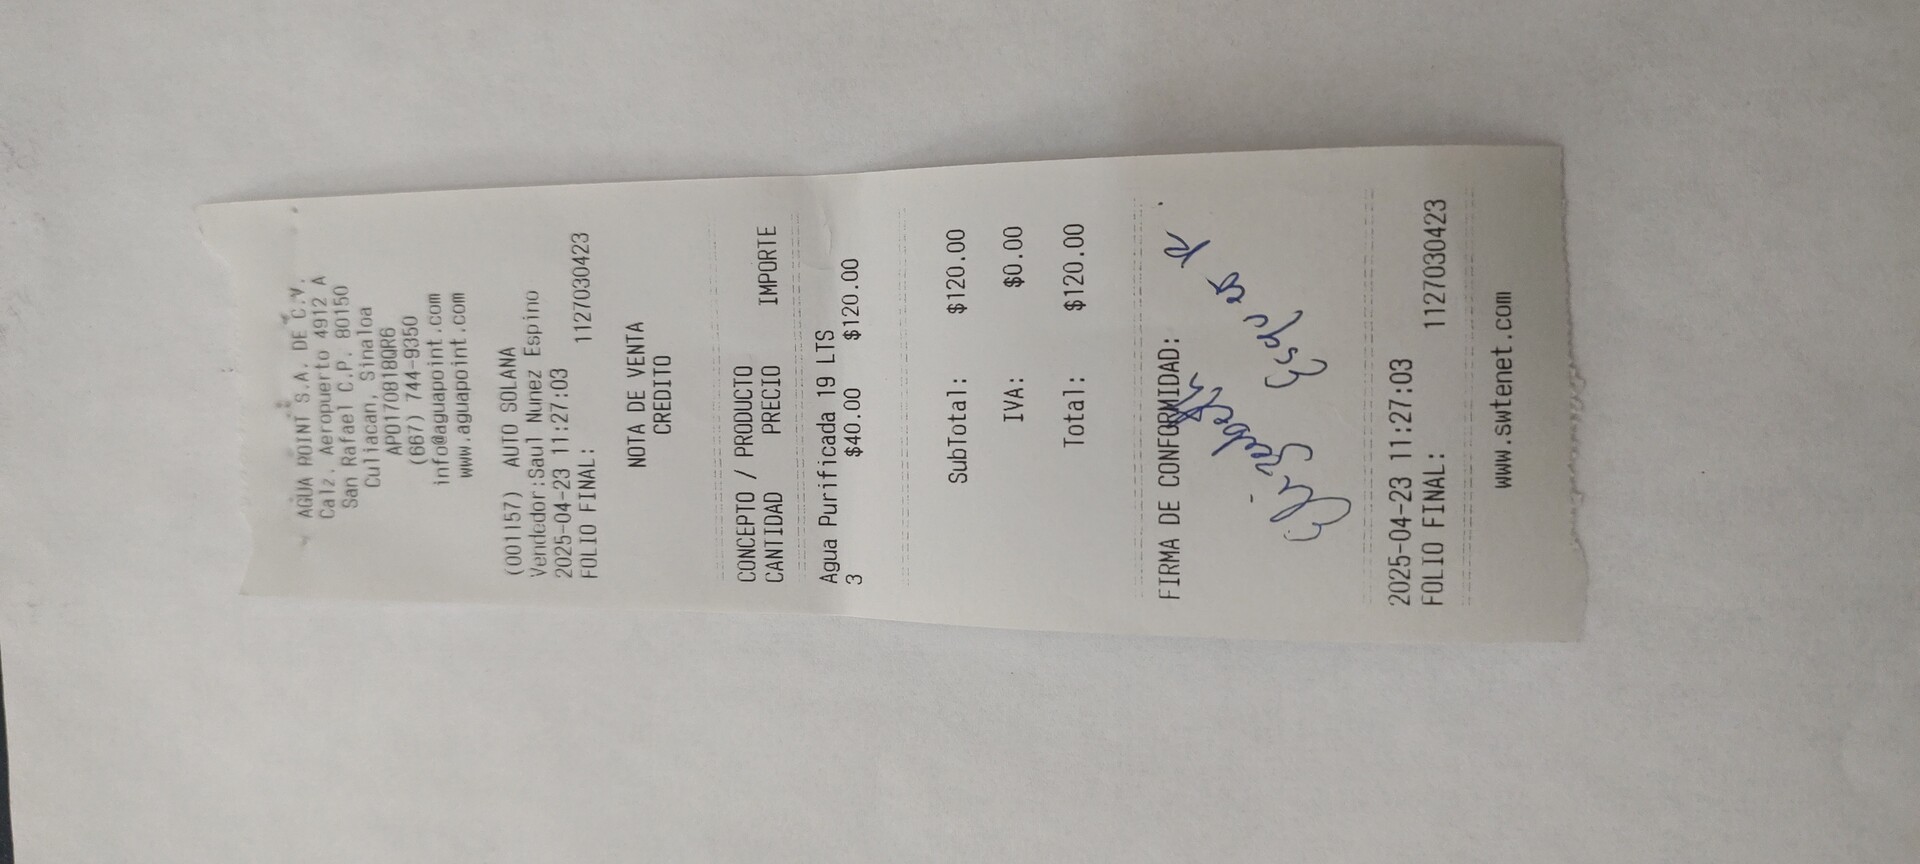 AGUA POINT S.A. DE C.V.
Calz. Aeropuerto 4912 A
San Rafael C.P. 80150
Culiacan, Sinaloa
APO170818QR6
(667) 744-9350
info@aguapoint.com
www.aguapoint.com
(001157) AUTO SOLANA
Vendedor:Saul Nunez Espino
2025-04-23 11:27:03
FOLIO FINAL: 1127030423
NOTA DE VENTA
CREDITO
CONCEPTO / PRODUCTO
CANTIDAD PRECIO IMPORTE
Agua Purificada 19 LTS
3 $40.00 $120.00
SubTotal: $120.00
IVA: $0.00
Total: $120.00
FIRMA DE CONFORMIDAD:
2025-04-23 11:27:03
FOLIO FINAL: 1127030423
www.swtenet.com